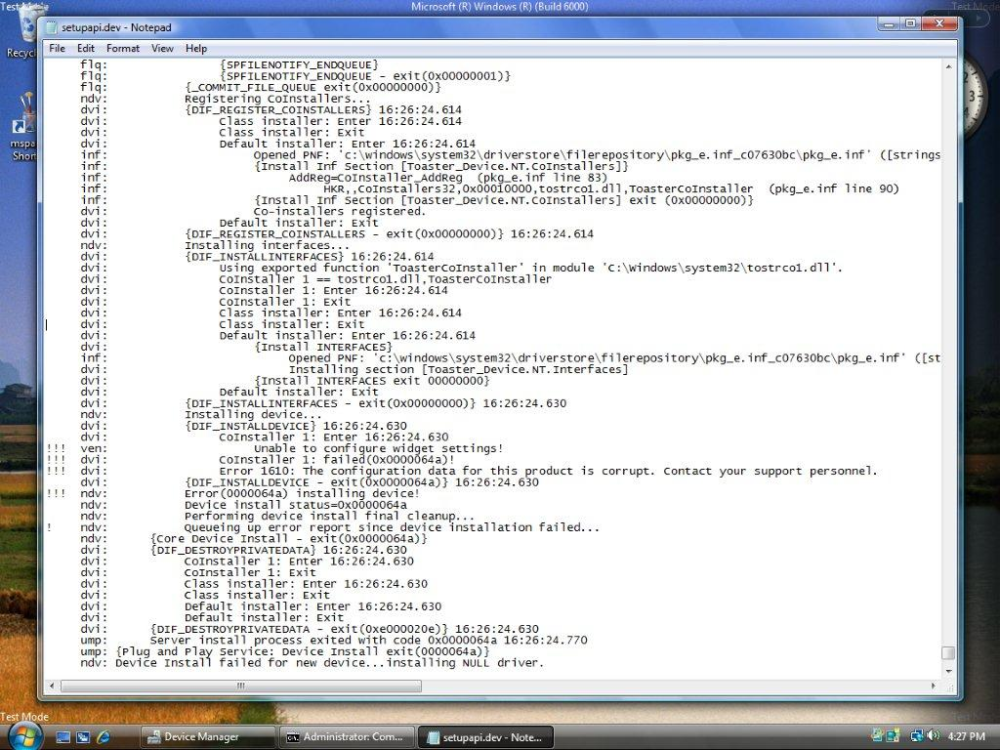 Test Mode
Microsoft (R) Windows (R) (Build 6000)
Test Mode
Recyc
mspa
Short
setupapi.dev - Notepad
File Edit Format View Help
flq: {SPFILENOTIFY_ENDQUEUE}
flq: {SPFILENOTIFY_ENDQUEUE - exit(0x00000001)}
flq: {_COMMIT_FILE_QUEUE exit(0x00000000)}
ndv: Registering CoInstallers...
dvi: {DIF_REGISTER_COINSTALLERS} Enter 16:26:24.614
dvi: Class installer: Enter 16:26:24.614
dvi: Class installer: Exit
dvi: Default installer: Enter 16:26:24.614
inf: Opened PNF: 'c:\windows\system32\driverstore\filerepository\pkg_e.inf_c07630bc\pkg_e.inf' ([strings
inf: {Install Inf Section [Toaster_Device.NT.CoInstallers]}
inf: AddReg=CoInstaller_AddReg (pkg_e.inf line 83)
inf: HKR,,CoInstallers32,0x00010000,tostrco1.dll,ToasterCoInstaller (pkg_e.inf line 90)
inf: {Install Inf Section [Toaster_Device.NT.CoInstallers] exit (0x00000000)}
dvi: Co-installers registered.
dvi: Default installer: Exit
dvi: {DIF_REGISTER_COINSTALLERS - exit(0x00000000)} 16:26:24.614
ndv: Installing interfaces...
dvi: {DIF_INSTALLINTERFACES} 16:26:24.614
dvi: Using exported function 'ToasterCoInstaller' in module 'C:\Windows\system32\tostrco1.dll'.
dvi: CoInstaller 1 == tostrco1.dll,ToasterCoInstaller
dvi: CoInstaller 1: Enter 16:26:24.614
dvi: CoInstaller 1: Exit
dvi: Class installer: Enter 16:26:24.614
dvi: Class installer: Exit
dvi: Default installer: Enter 16:26:24.614
dvi: {Install INTERFACES}
inf: Opened PNF: 'c:\windows\system32\driverstore\filerepository\pkg_e.inf_c07630bc\pkg_e.inf' ([st
dvi: Installing section [Toaster_Device.NT.Interfaces]
dvi: {Install INTERFACES exit 00000000}
dvi: Default installer: Exit
dvi: {DIF_INSTALLINTERFACES - exit(0x00000000)} 16:26:24.630
ndv: Installing device...
dvi: {DIF_INSTALLDEVICE} 16:26:24.630
dvi: CoInstaller 1: Enter 16:26:24.630
!!! ven: Unable to configure widget settings!
!!! dvi: CoInstaller 1: failed(0x0000064a)!
!!! dvi: Error 1610: The configuration data for this product is corrupt. Contact your support personnel.
dvi: {DIF_INSTALLDEVICE - exit(0x0000064a)} 16:26:24.630
!!! ndv: Error(0000064a) installing device!
ndv: Device install status=0x0000064a
ndv: Performing device install final cleanup...
! ndv: Queueing up error report since device installation failed...
ndv: {Core Device Install - exit(0x0000064a)}
dvi: {DIF_DESTROYPRIVATEDATA} 16:26:24.630
dvi: CoInstaller 1: Enter 16:26:24.630
dvi: CoInstaller 1: Exit
dvi: Class installer: Enter 16:26:24.630
dvi: Class installer: Exit
dvi: Default installer: Enter 16:26:24.630
dvi: Default installer: Exit
dvi: {DIF_DESTROYPRIVATEDATA - exit(0xe000020e)} 16:26:24.630
ump: Server install process exited with code 0x0000064a 16:26:24.770
ump: {Plug and Play Service: Device Install exit(0000064a)}
ndv: Device Install failed for new device...installing NULL driver.
Test Mode
Test Mode
Device Manager
Administrator: Com...
setupapi.dev - Note...
4:27 PM